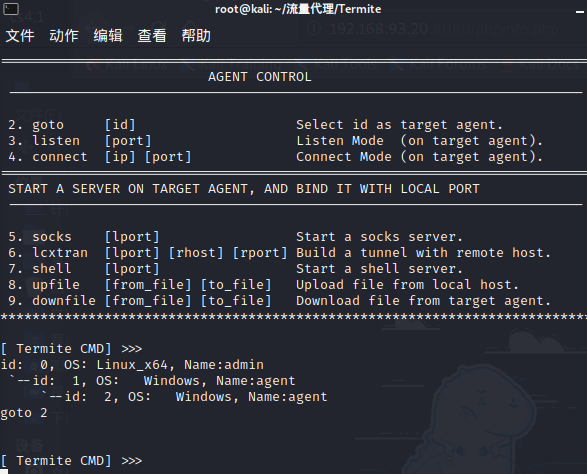 root@kali: ~/流量代理/Termite
文件 动作 编辑 查看 帮助
AGENT CONTROL
2. goto [id] Select id as target agent.
3. listen [port] Listen Mode (on target agent).
4. connect [ip] [port] Connect Mode (on target agent).
START A SERVER ON TARGET AGENT, AND BIND IT WITH LOCAL PORT
5. socks [lport] Start a socks server.
6. lcxtran [lport] [rhost] [rport] Build a tunnel with remote host.
7. shell [lport] Start a shell server.
8. upfile [from_file] [to_file] Upload file from local host.
9. downfile [from_file] [to_file] Download file from target agent.
*************************************************************************
[ Termite CMD] >>>
id: 0, OS: Linux_x64, Name:admin
`--id: 1, OS: Windows, Name:agent
`--id: 2, OS: Windows, Name:agent
goto 2
[ Termite CMD] >>>